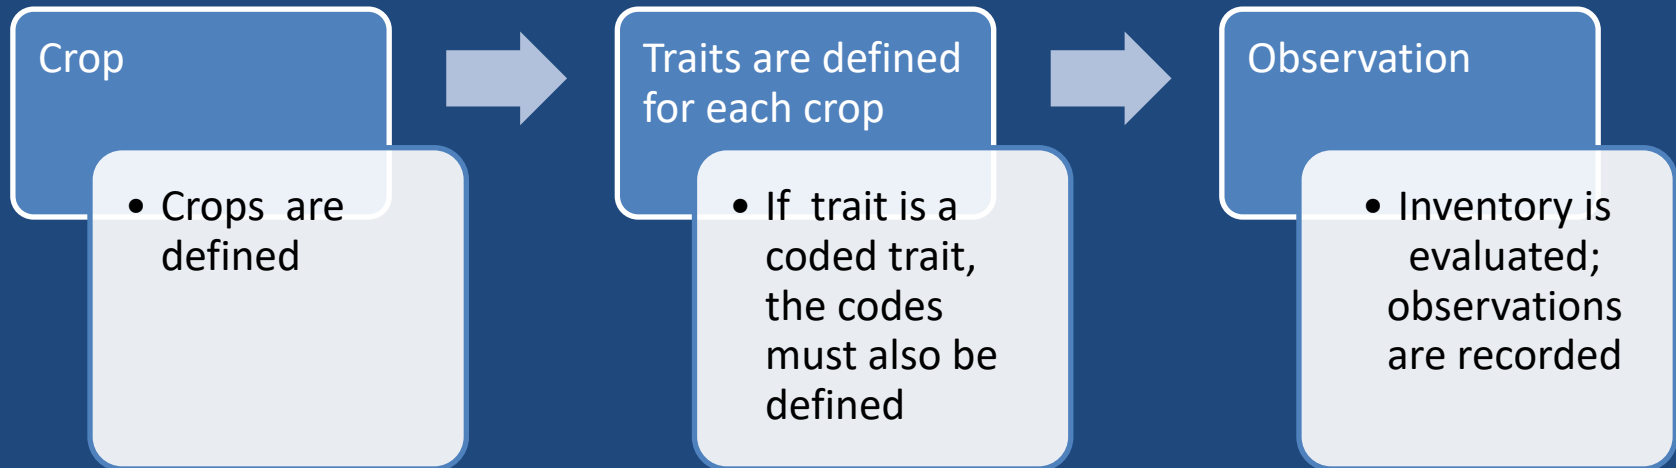 Crop
• Crops are
defined
Traits are defined
for each crop
• If trait is a
coded trait,
the codes
must also be
defined
Observation
• Inventory is
evaluated;
observations
are recorded